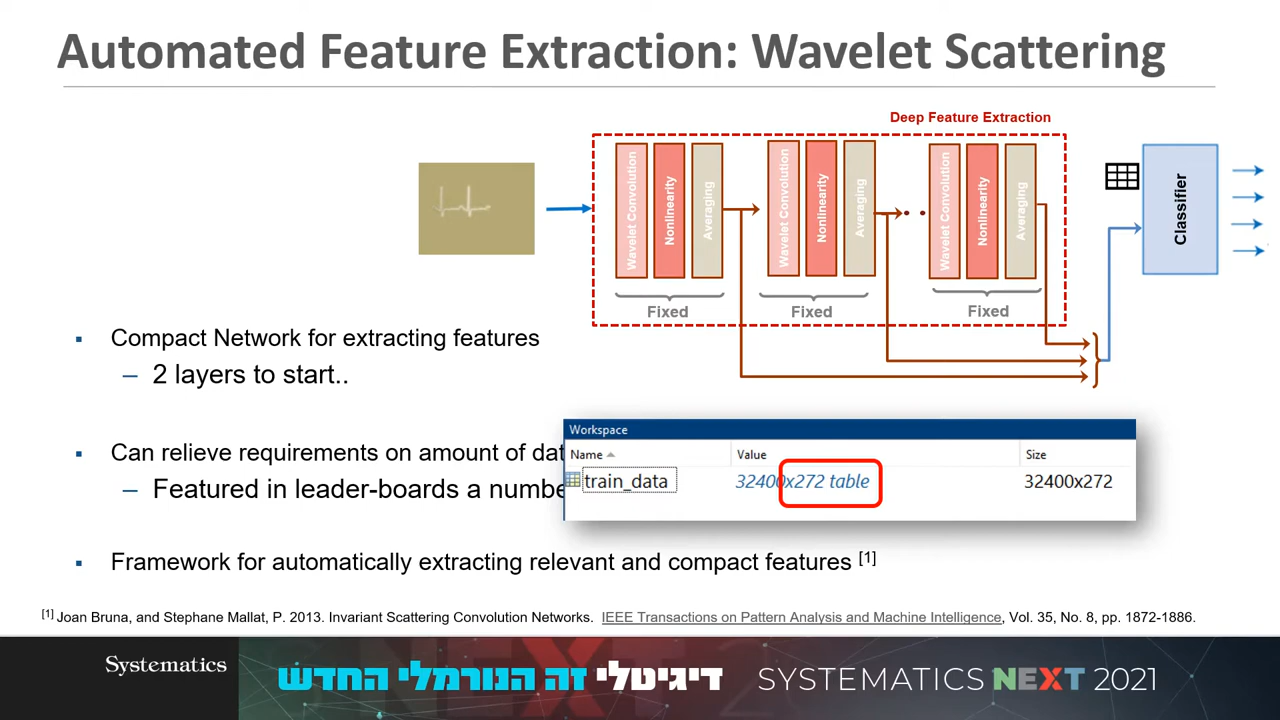 Automated Feature Extraction: Wavelet Scattering
Deep Feature Extraction
Wavelet Convolution
Nonlinearity
Averaging
Wavelet Convolution
Nonlinearity
Averaging
Wavelet Convolution
Nonlinearity
Averaging
Classifier
Fixed
Fixed
Fixed
▪ Compact Network for extracting features
– 2 layers to start..
▪ Can relieve requirements on amount of
– Featured in leader-boards a
Workspace
Name Value Size
train_data 32400x272 table 32400x272
▪ Framework for automatically extracting relevant and compact features [1]
[1] Joan Bruna, and Stephane Mallat, P. 2013. Invariant Scattering Convolution Networks. IEEE Transactions on Pattern Analysis and Machine Intelligence, Vol. 35, No. 8, pp. 1872-1886.
Systematics
דיגיטלי זה הנורמלי החדש
SYSTEMATICS NEXT 2021